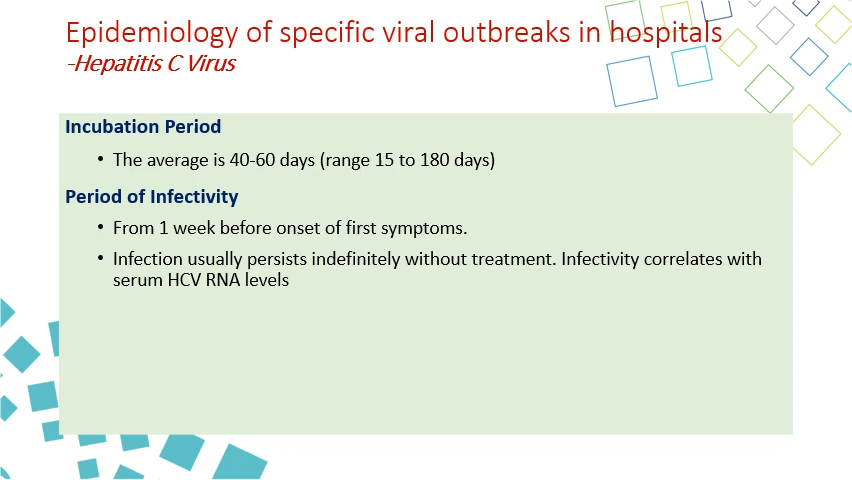 Epidemiology of specific viral outbreaks in hospitals
-Hepatitis C Virus
Incubation Period
• The average is 40-60 days (range 15 to 180 days)
Period of Infectivity
• From 1 week before onset of first symptoms.
• Infection usually persists indefinitely without treatment. Infectivity correlates with
serum HCV RNA levels